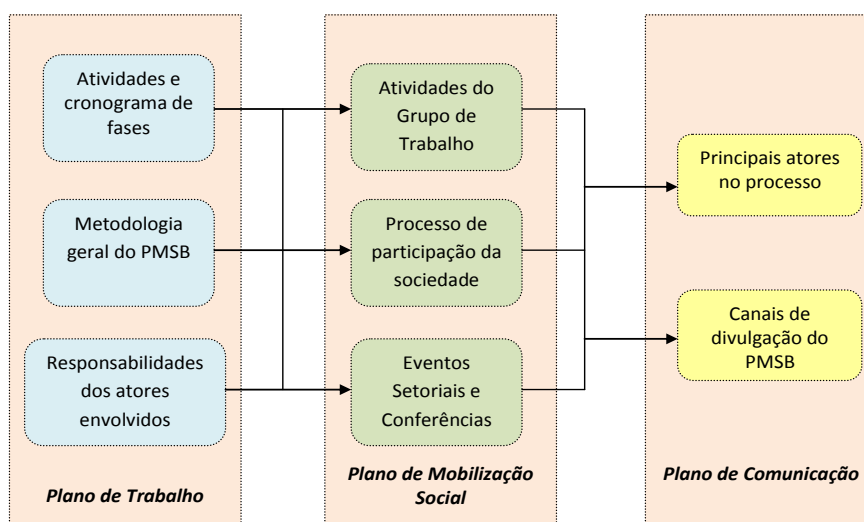 Atividades e
cronograma de
fases
Metodologia
geral do PMSB
Responsabilidades
dos atores
envolvidos
Plano de Trabalho
Atividades do
Grupo de
Trabalho
Processo de
participação da
sociedade
Eventos
Setoriais e
Conferências
Plano de Mobilização
Social
Principais atores
no processo
Canais de
divulgação do
PMSB
Plano de Comunicação